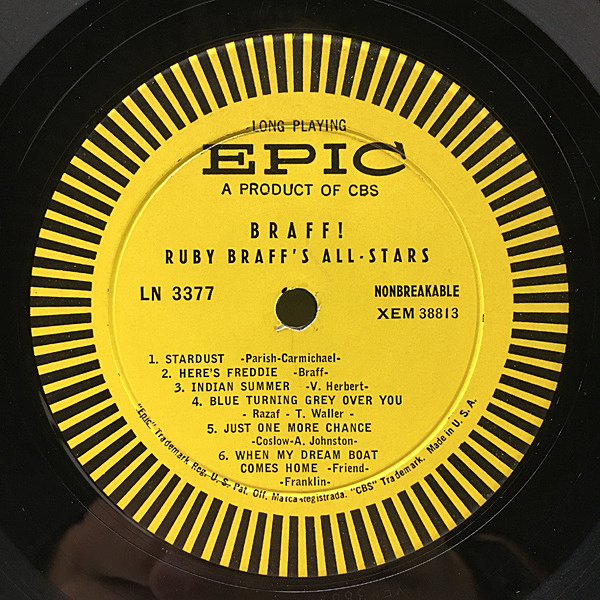 -LONG PLAYING
EPIC
A PRODUCT OF CBS
BRAFF!
RUBY BRAFF'S ALL-STARS
LN 3377
NONBREAKABLE
XEM 38813
1. STARDUST -Parish-Carmichael-
2. HERE'S FREDDIE -Braff-
3. INDIAN SUMMER -V. Herbert-
4. BLUE TURNING GREY OVER YOU
- Razaf - T. Waller -
5. JUST ONE MORE CHANCE
-Coslow-A. Johnston-
6. WHEN MY DREAM BOAT
COMES HOME -Friend-
-Franklin-
"Epic" Trademark Reg. U. S. Pat. Off. Marca Registrada. "CBS" Trademark. Made in U. S. A.